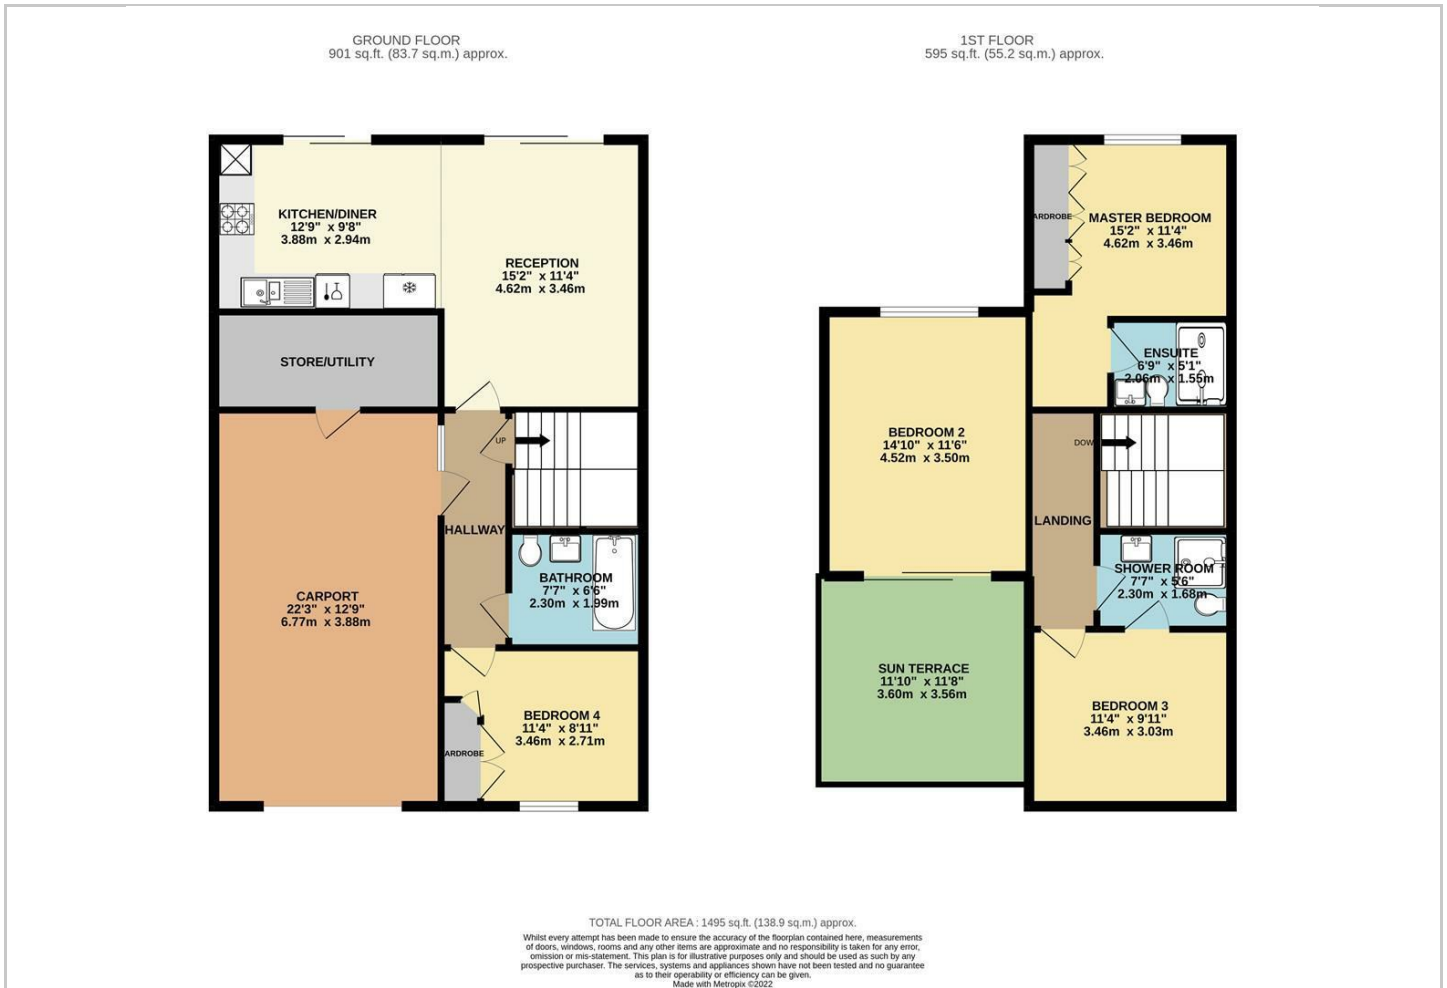 GROUND FLOOR
901 sq.ft. (83.7 sq.m.) approx.
1ST FLOOR
595 sq.ft. (55.2 sq.m.) approx.
KITCHEN/DINER
12'9" x 9'8"
3.88m x 2.94m
RECEPTION
15'2" x 11'4"
4.62m x 3.46m
STORE/UTILITY
UP
HALLWAY
CARPORT
22'3" x 12'9"
6.77m x 3.88m
BATHROOM
7'7" x 6'6"
2.30m x 1.99m
BEDROOM 4
11'4" x 8'11"
3.46m x 2.71m
ARDROBE
ARDROBE
MASTER BEDROOM
15'2" x 11'4"
4.62m x 3.46m
ENSUITE
6'9" x 5'1"
2.06m x 1.55m
BEDROOM 2
14'10" x 11'6"
4.52m x 3.50m
DOW
LANDING
SHOWER ROOM
7'7" x 5'6"
2.30m x 1.68m
SUN TERRACE
11'10" x 11'8"
3.60m x 3.56m
BEDROOM 3
11'4" x 9'11"
3.46m x 3.03m
TOTAL FLOOR AREA : 1495 sq.ft. (138.9 sq.m.) approx.
Whilst every attempt has been made to ensure the accuracy of the floorplan contained here, measurements
of doors, windows, rooms and any other items are approximate and no responsibility is taken for any error,
omission or mis-statement. This plan is for illustrative purposes only and should be used as such by any
prospective purchaser. The services, systems and appliances shown have not been tested and no guarantee
as to their operability or efficiency can be given.
Made with Metropix ©2022